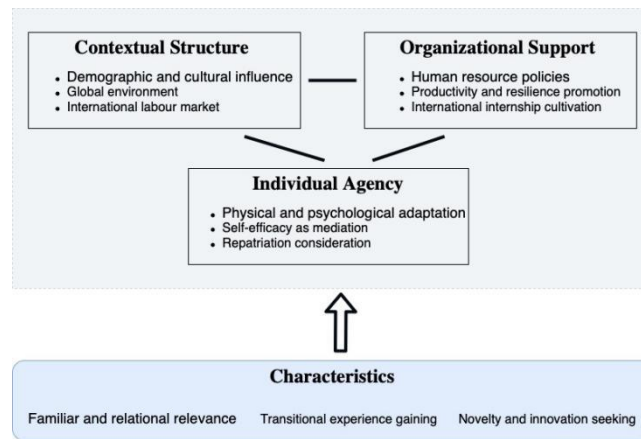 Contextual Structure
• Demographic and cultural influence
• Global environment
• International labour market
Organizational Support
• Human resource policies
• Productivity and resilience promotion
• International internship cultivation
Individual Agency
• Physical and psychological adaptation
• Self-efficacy as mediation
• Repatriation consideration
Characteristics
Familiar and relational relevance Transitional experience gaining Novelty and innovation seeking